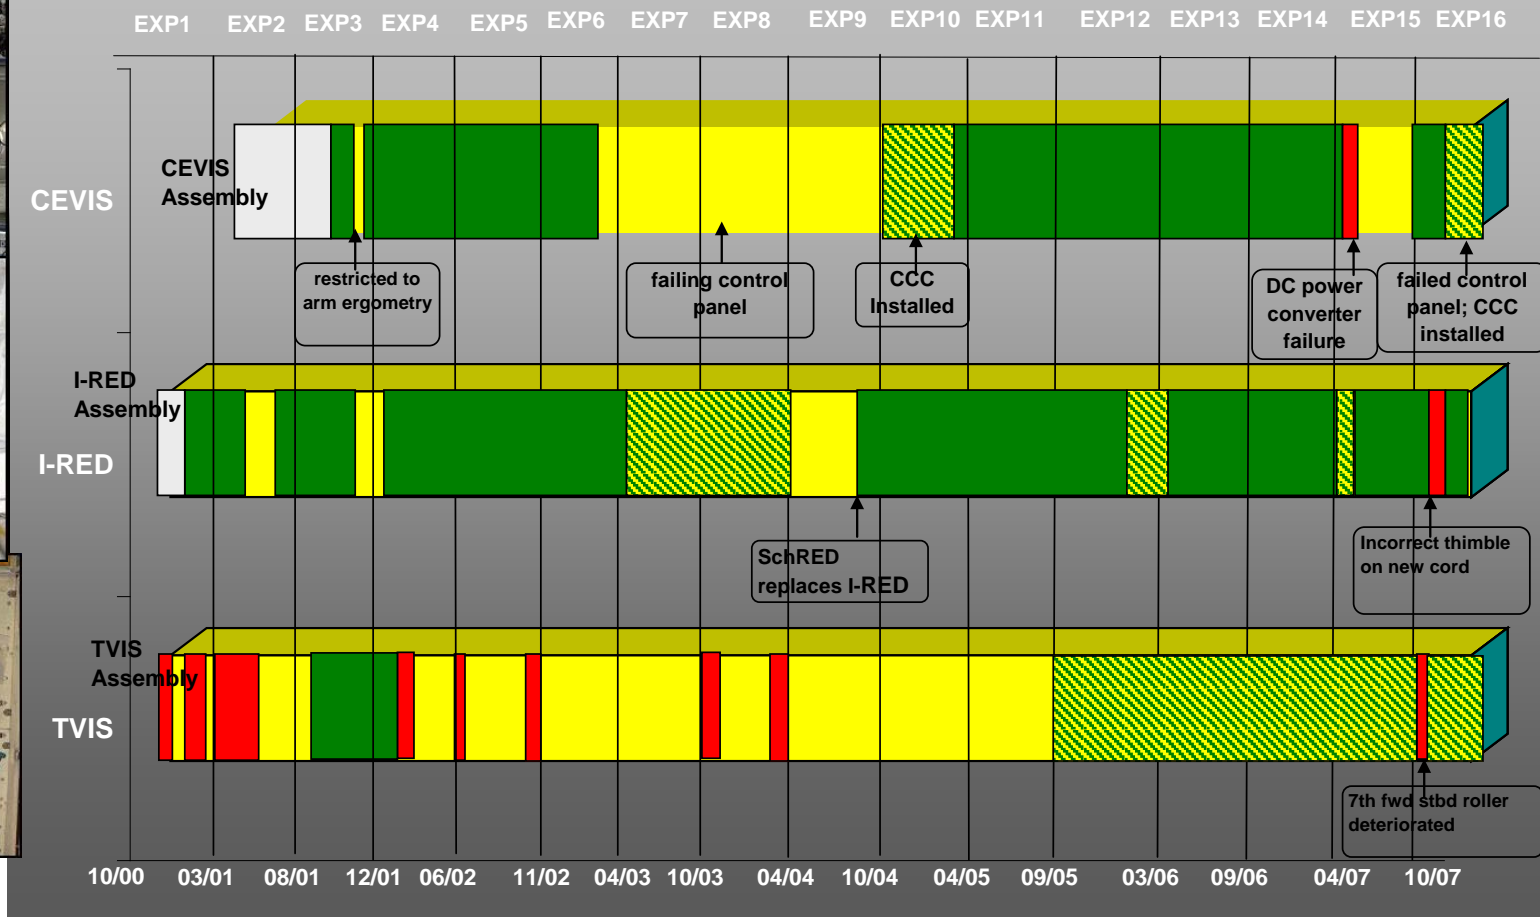 EXP1 EXP2 EXP3 EXP4 EXP5 EXP6 EXP7 EXP8 EXP9 EXP10 EXP11 EXP12 EXP13 EXP14 EXP15 EXP16
CEVIS
CEVIS
Assembly
restricted to
arm ergometry
failing control
panel
CCC
Installed
DC power
converter
failure
failed control
panel; CCC
installed
I-RED
I-RED
Assembly
SchRED
replaces I-RED
Incorrect thimble
on new cord
TVIS
Assembly
TVIS
7th fwd stbd roller
deteriorated
10/00 03/01 08/01 12/01 06/02 11/02 04/03 10/03 04/04 10/04 04/05 09/05 03/06 09/06 04/07 10/07